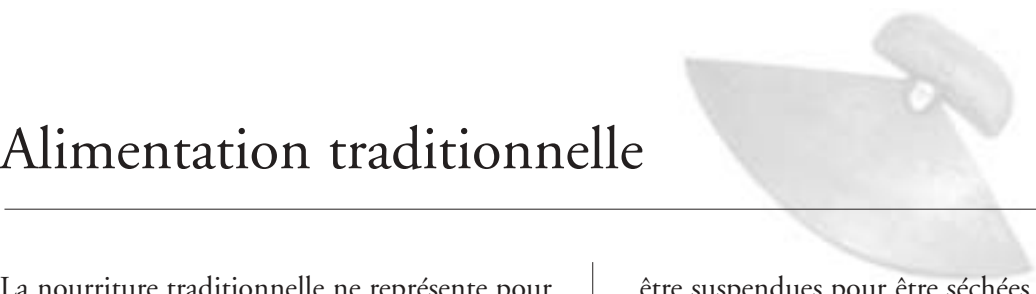 Alimentation traditionnelle
La nourriture traditionnelle ne représente pour
être suspendues pour être séchées